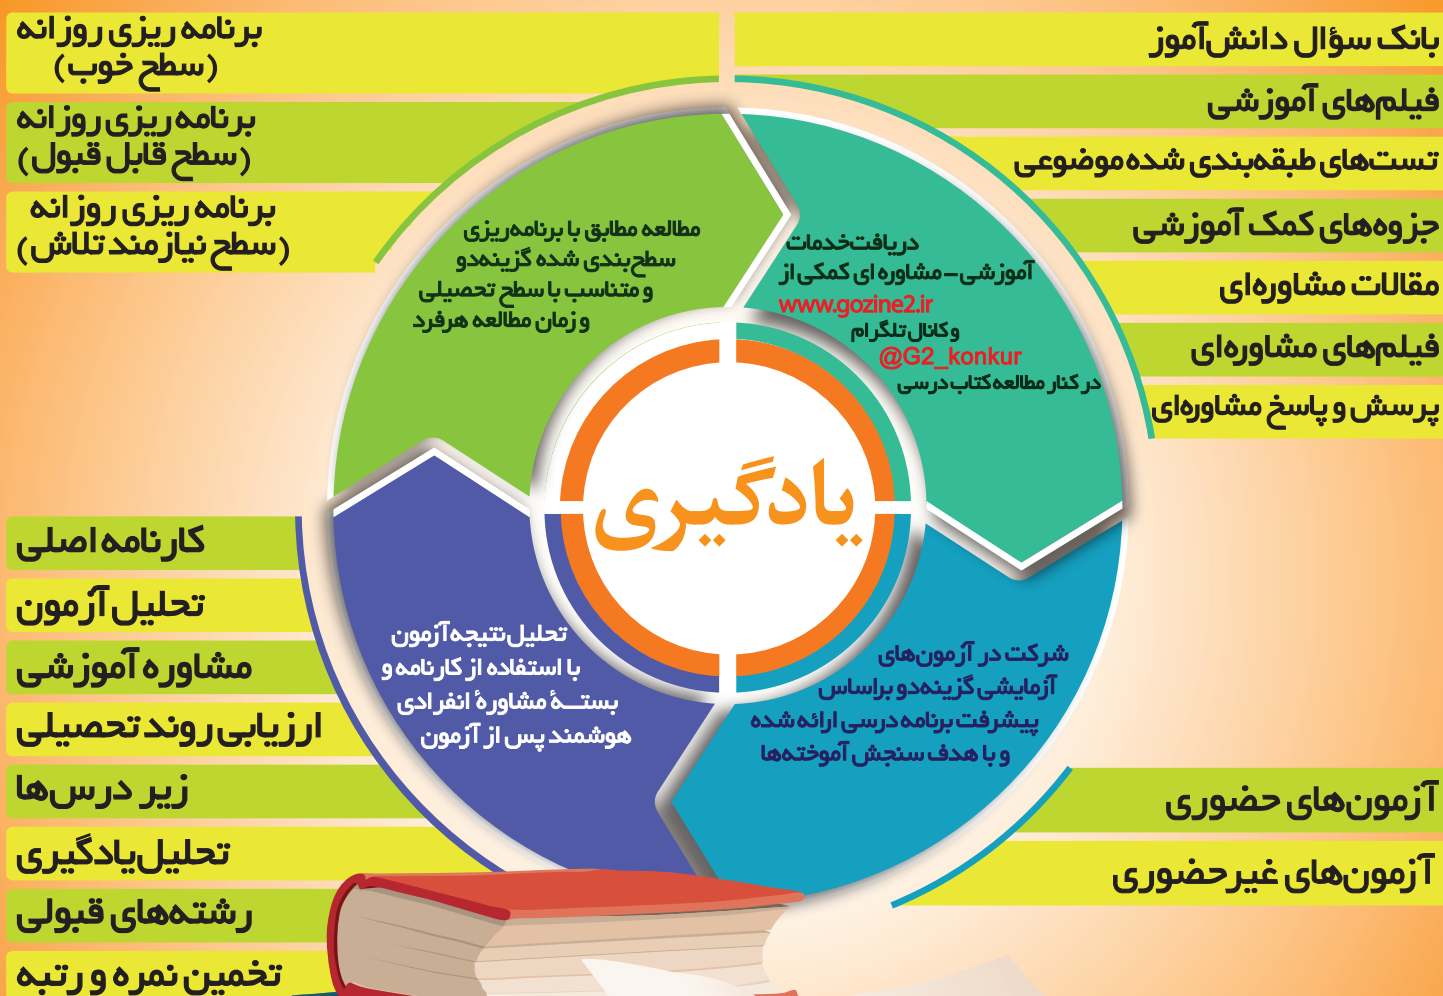 بانک سؤال دانش‌آموز
فیلم‌های آموزشی
تست‌های طبقه‌بندی شده موضوعی
جزوه‌های کمک آموزشی
مقالات مشاوره‌ای
فیلم‌های مشاوره‌ای
پرسش و پاسخ مشاوره‌ای
برنامه ریزی روزانه
(سطح خوب)
برنامه ریزی روزانه
(سطح قابل قبول)
برنامه ریزی روزانه
(سطح نیازمند تلاش)
دریافت خدمات
آموزشی-مشاوره ای کمکی از
www.gozine2.ir
و کانال تلگرام
@G2_konkur
در کنار مطالعه کتاب درسی
مطالعه مطابق با برنامه‌ریزی
سطح‌بندی شده گزینه‌دو
و متناسب با سطح تحصیلی
و زمان مطالعه هر فرد
یادگیری
شرکت در آزمون‌های
آزمایشی گزینه‌دو براساس
پیشرفت برنامه درسی ارائه شده
و با هدف سنجش آموخته‌ها
تحلیل نتیجه آزمون
با استفاده از کارنامه و
بستـــۀ مشاورۀ انفرادی
هوشمند پس از آزمون
آزمون‌های حضوری
آزمون‌های غیرحضوری
کارنامه اصلی
تحلیل آزمون
مشاوره آموزشی
ارزیابی روند تحصیلی
زیر درس‌ها
تحلیل یادگیری
رشته‌های قبولی
تخمین نمره و رتبه